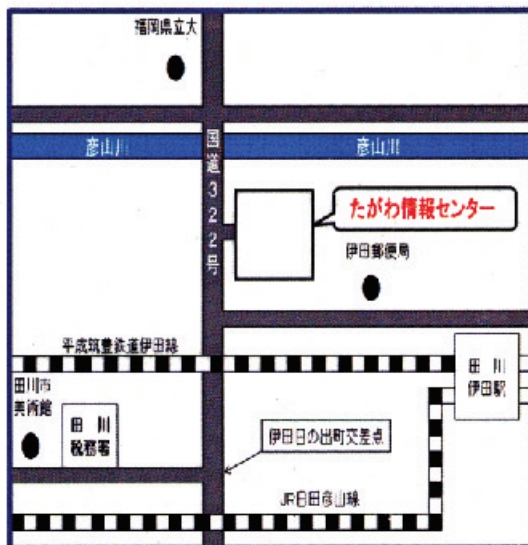 福岡県立大
彦山川
国道322号
彦山川
たがわ情報センター
伊田郵便局
平成筑豊鉄道伊田線
田川
伊田駅
田川市
美術館
田川
税務署
伊田日の出町交差点
JR日田彦山線